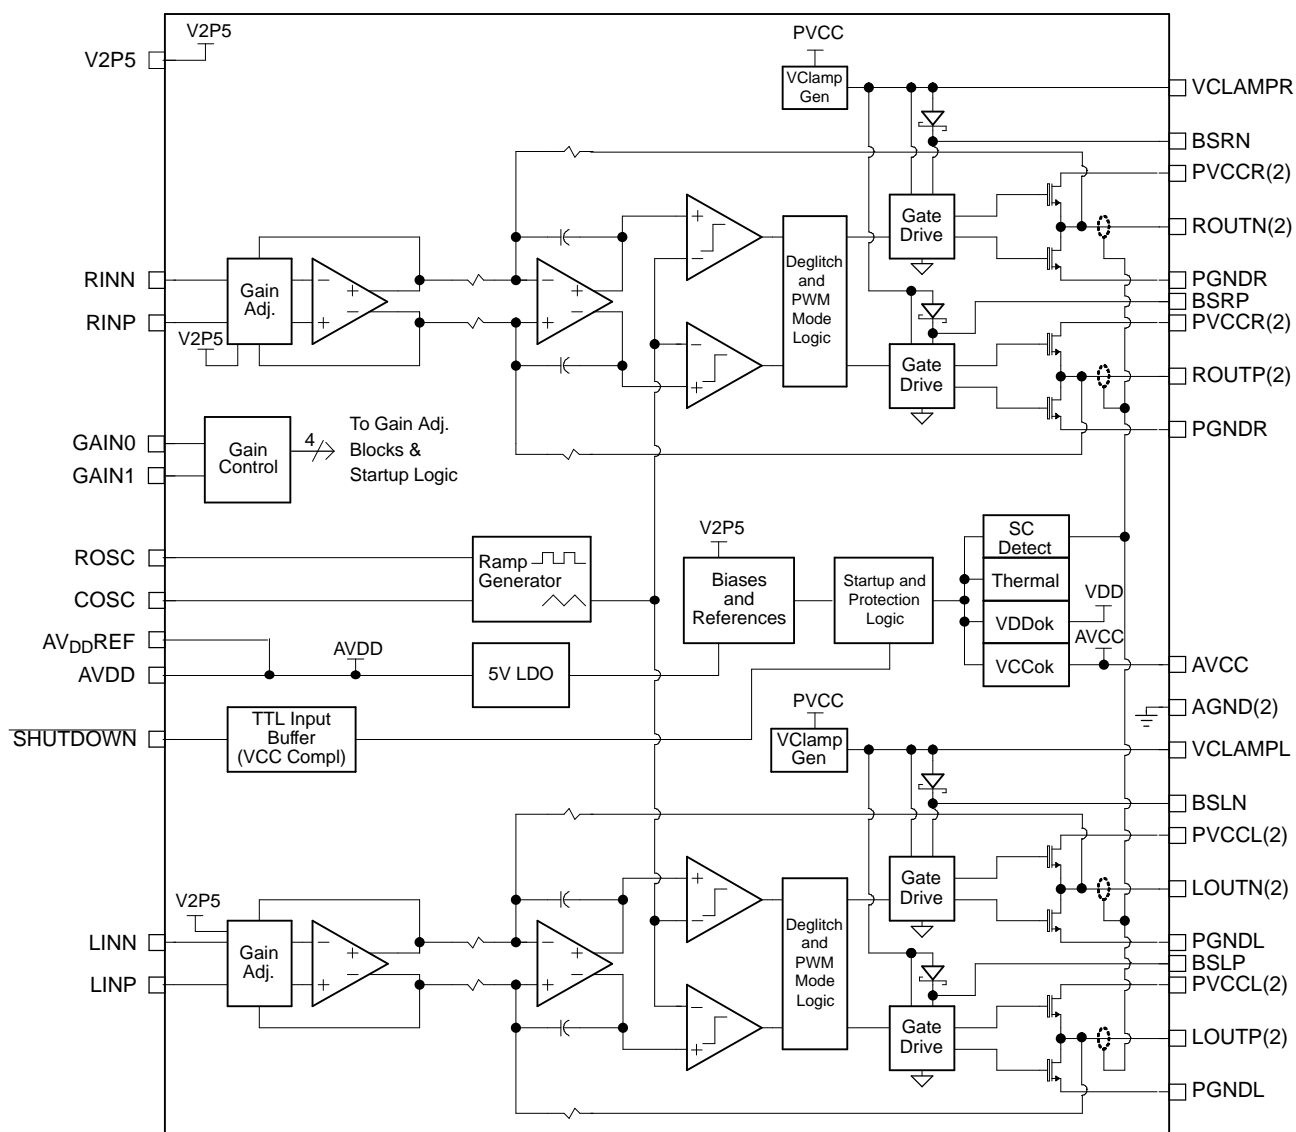 V2P5
V2P5
PVCC
VClamp
Gen
VCLAMPR
BSRN
PVCCR(2)
Gate
Drive
ROUTN(2)
PGNDR
BSRP
PVCCR(2)
Gate
Drive
ROUTP(2)
PGNDR
RINN
RINP
Gain
Adj.
V2P5
Deglitch
and
PWM
Mode
Logic
GAIN0
GAIN1
Gain
Control
4
To Gain Adj.
Blocks &
Startup Logic
ROSC
COSC
Ramp
Generator
V2P5
Biases
and
References
Startup and
Protection
Logic
SC
Detect
Thermal
VDDok
VCCok
VDD
AVCC
AVCC
AVDDREF
AVDD
AVDD
5V LDO
AGND(2)
SHUTDOWN
TTL Input
Buffer
(VCC Compl)
PVCC
VClamp
Gen
VCLAMPL
BSLN
PVCCL(2)
Gate
Drive
LOUTN(2)
PGNDL
BSLP
PVCCL(2)
Gate
Drive
LOUTP(2)
PGNDL
V2P5
LINN
LINP
Gain
Adj.
Deglitch
and
PWM
Mode
Logic